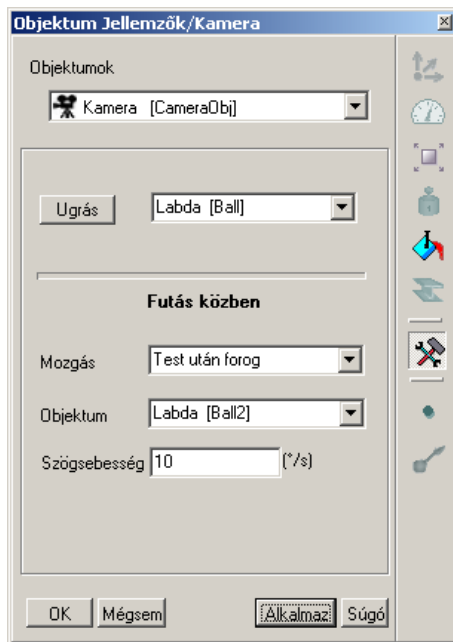 Objektum Jellemzők/Kamera
Objektumok
Kamera [CameraObj]
Ugrás Labda [Ball]
Futás közben
Mozgás Test után forog
Objektum Labda [Ball2]
Szögsebesség 10 (°/s)
OK Mégsem Alkalmaz Súgó